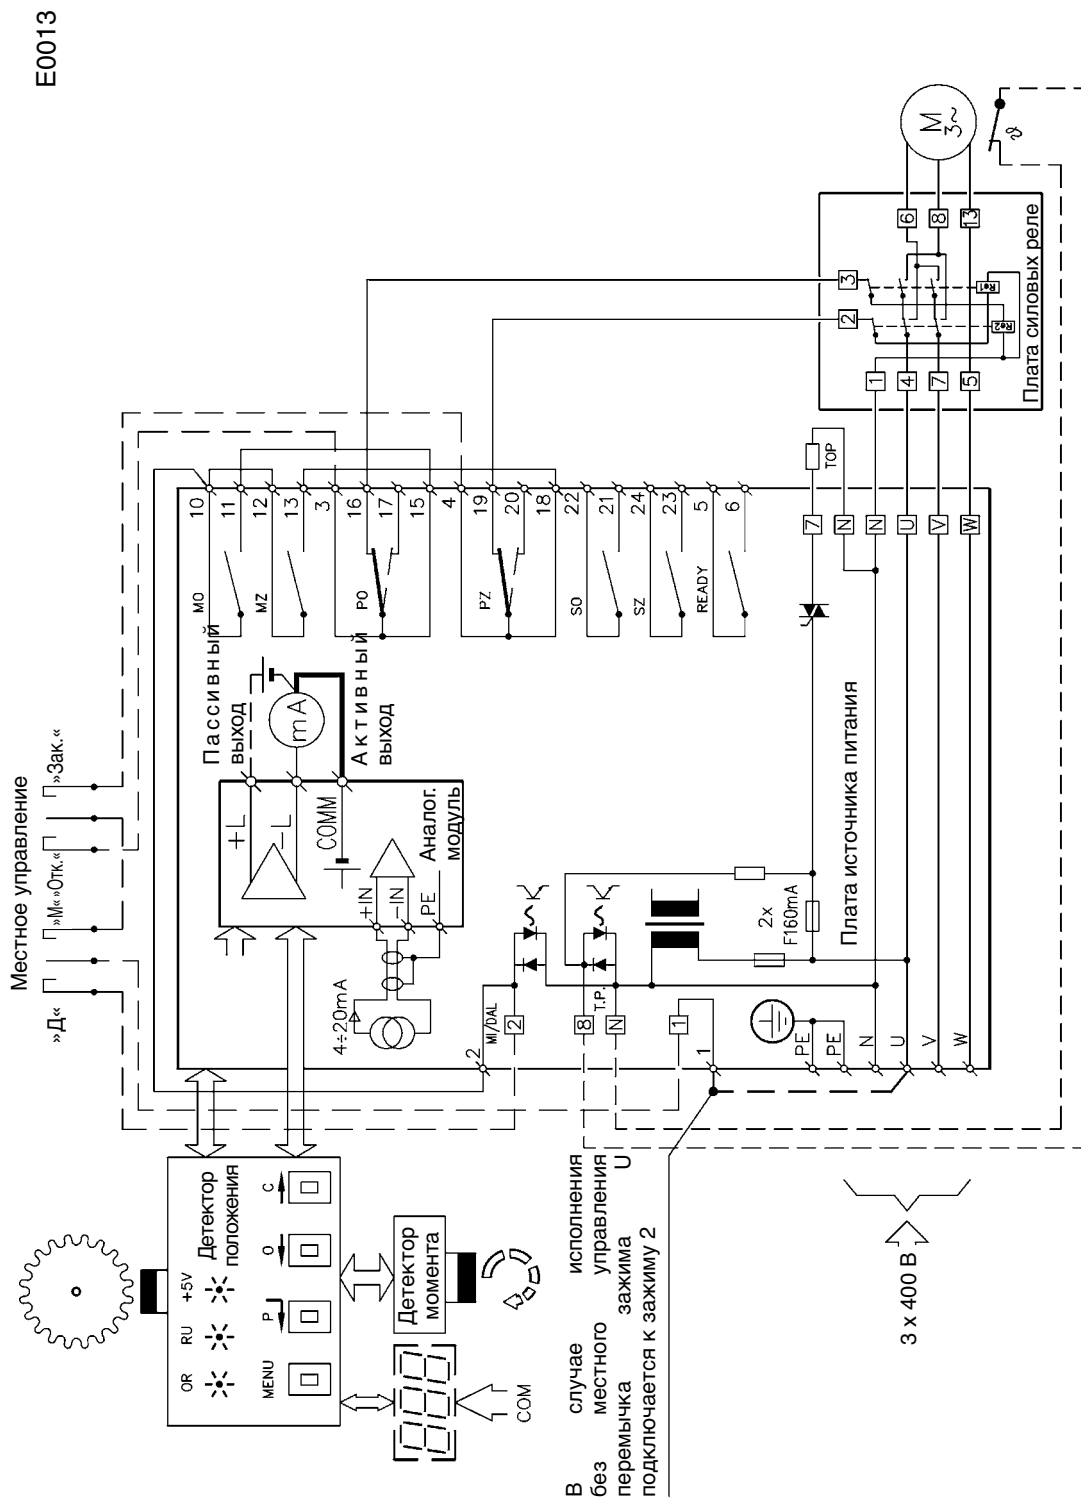 E0013
Местное управление
»Д«
»М«
»Отк.«
»Зак.«
OR
RU
+5V
Детектор
положения
MENU
P
O
C
COM
Детектор
момента
4÷20mA
+IN
-IN
PE
Аналог.
модуль
+L
-L
COMM
Пассивный
выход
mA
Активный
выход
MO
MZ
PO
PZ
SO
SZ
READY
10
11
12
13
3
16
17
15
4
19
20
18
22
21
24
23
5
6
2
MI/DAL
2
8
T.P.
N
1
1
PE
PE
N
U
V
W
2x
F160mA
Плата источника питания
7
N
N
U
V
W
TOP
1
4
7
5
2
3
Re1
Re2
6
8
13
Плата силовых реле
M
3~
ϑ
В случае исполнения
без местного управления
перемычка зажима U
подключается к зажиму 2
3 x 400 В